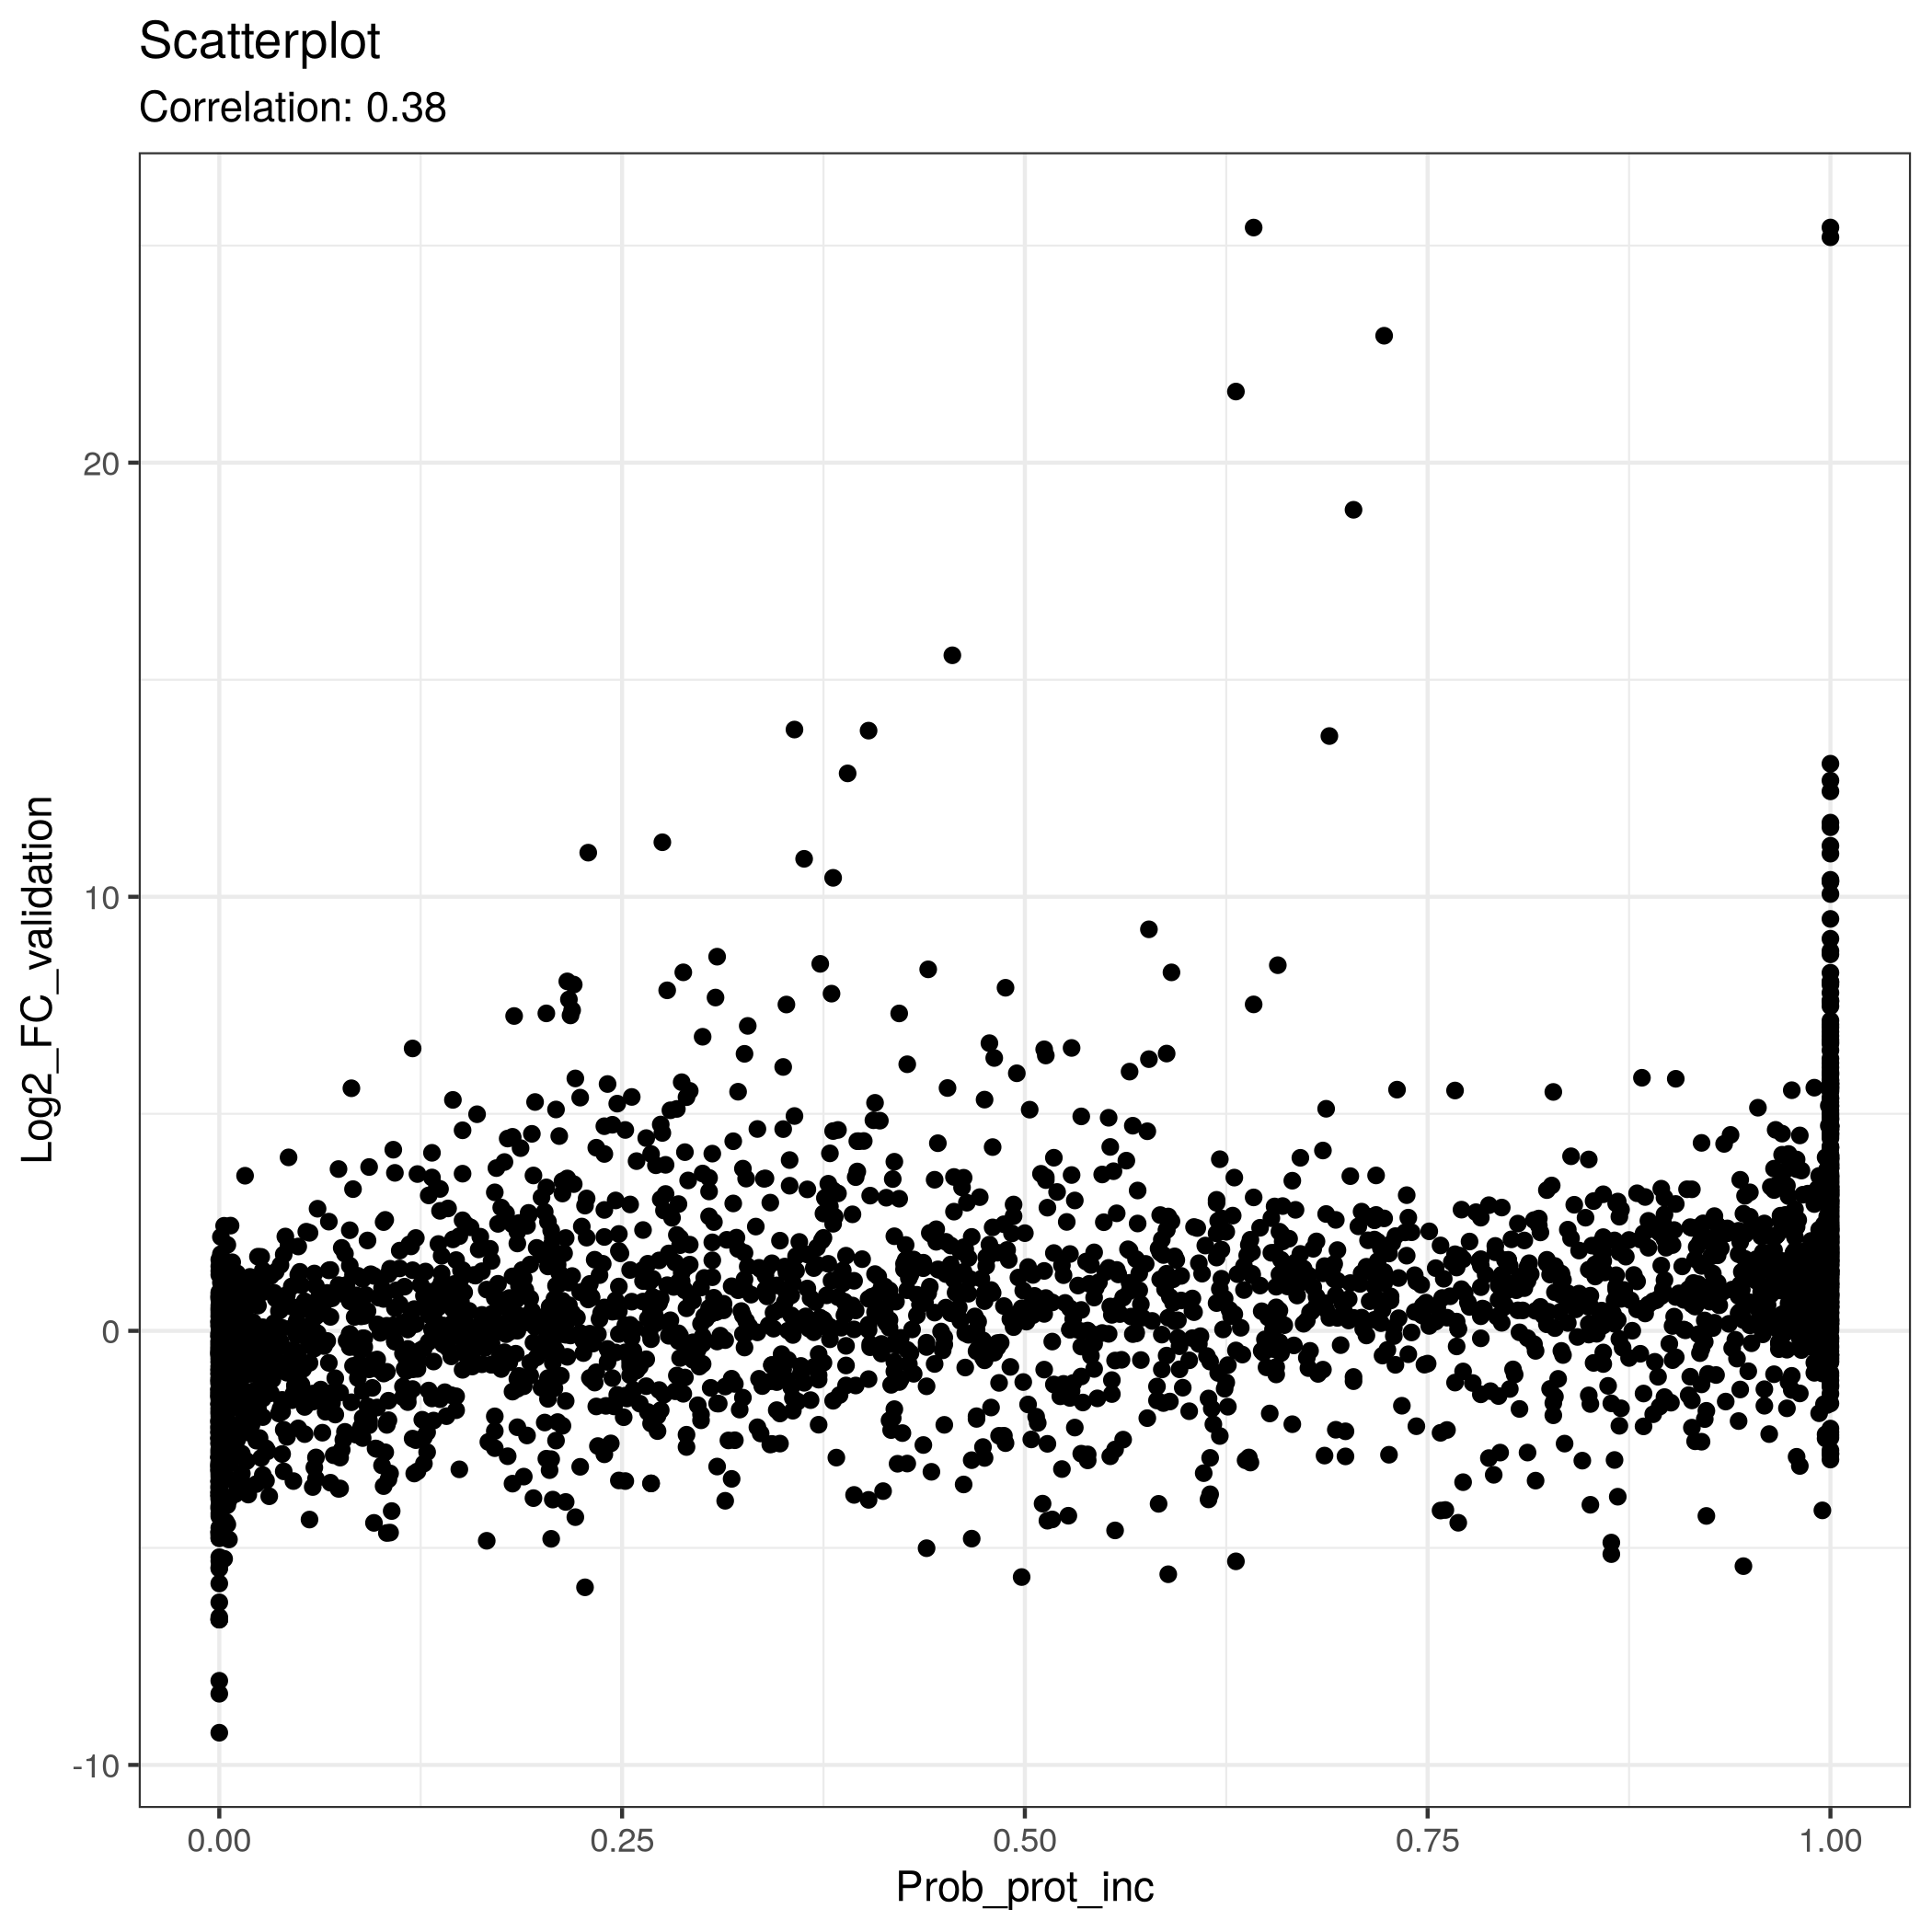 Scatterplot
Correlation: 0.38
Log2_FC_validation
20
10
0
-10
0.00 0.25 0.50 0.75 1.00
Prob_prot_inc